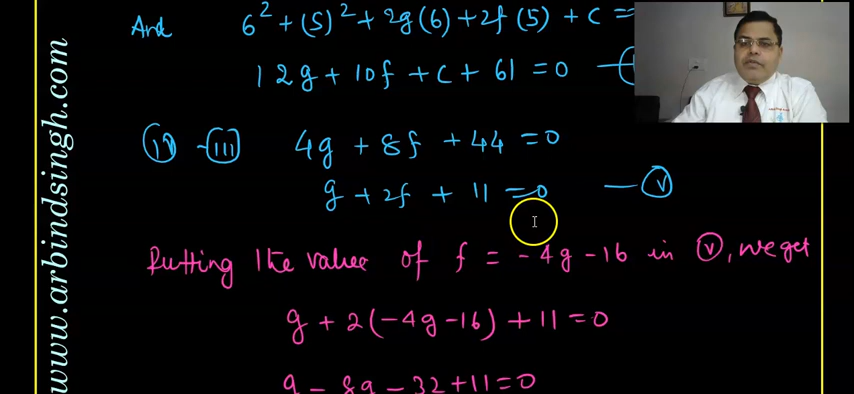 And 6² + (5)² + 2g(6) + 2f(5) + c =
12g + 10f + c + 61 = 0 —
(iv) - (iii) 4g + 8f + 44 = 0
g + 2f + 11 = 0 — (v)
Putting the value of f = -4g - 16 in (v), we get
g + 2(-4g - 16) + 11 = 0
g - 8g - 32 + 11 = 0
www.arbindsingh.com